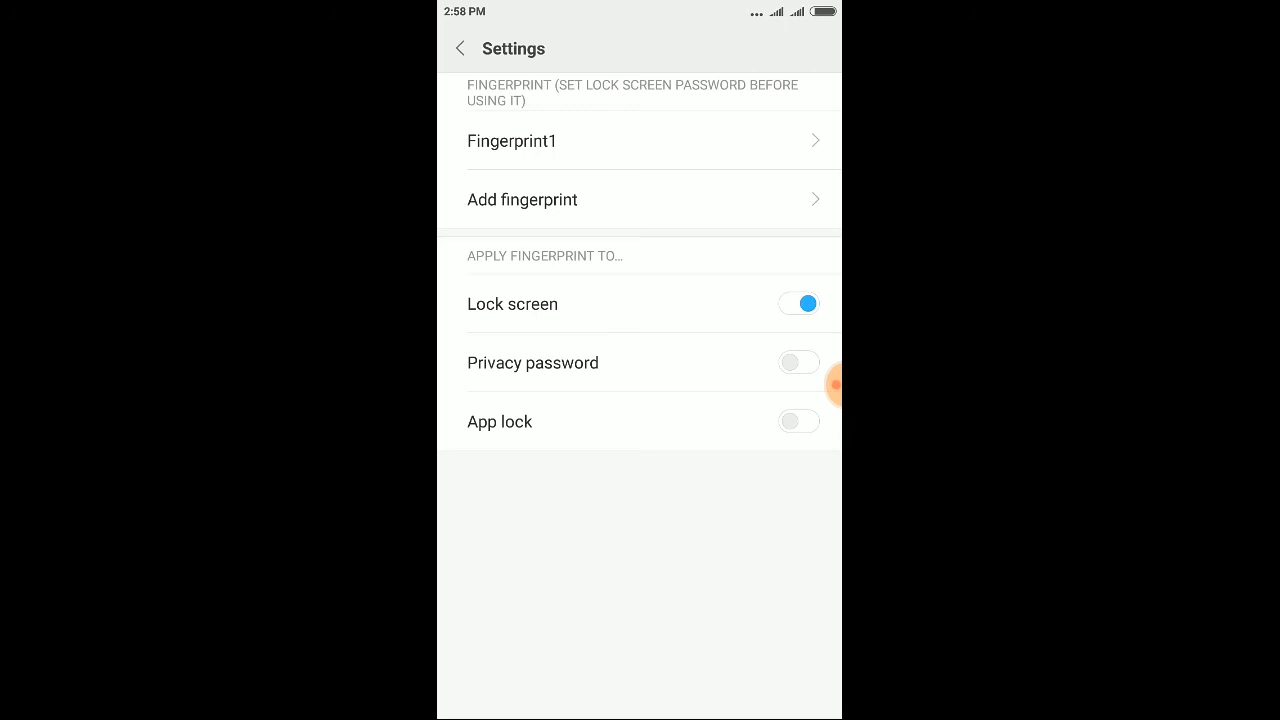 2:58 PM
Settings
FINGERPRINT (SET LOCK SCREEN PASSWORD BEFORE
USING IT)
Fingerprint1
Add fingerprint
APPLY FINGERPRINT TO...
Lock screen
Privacy password
App lock